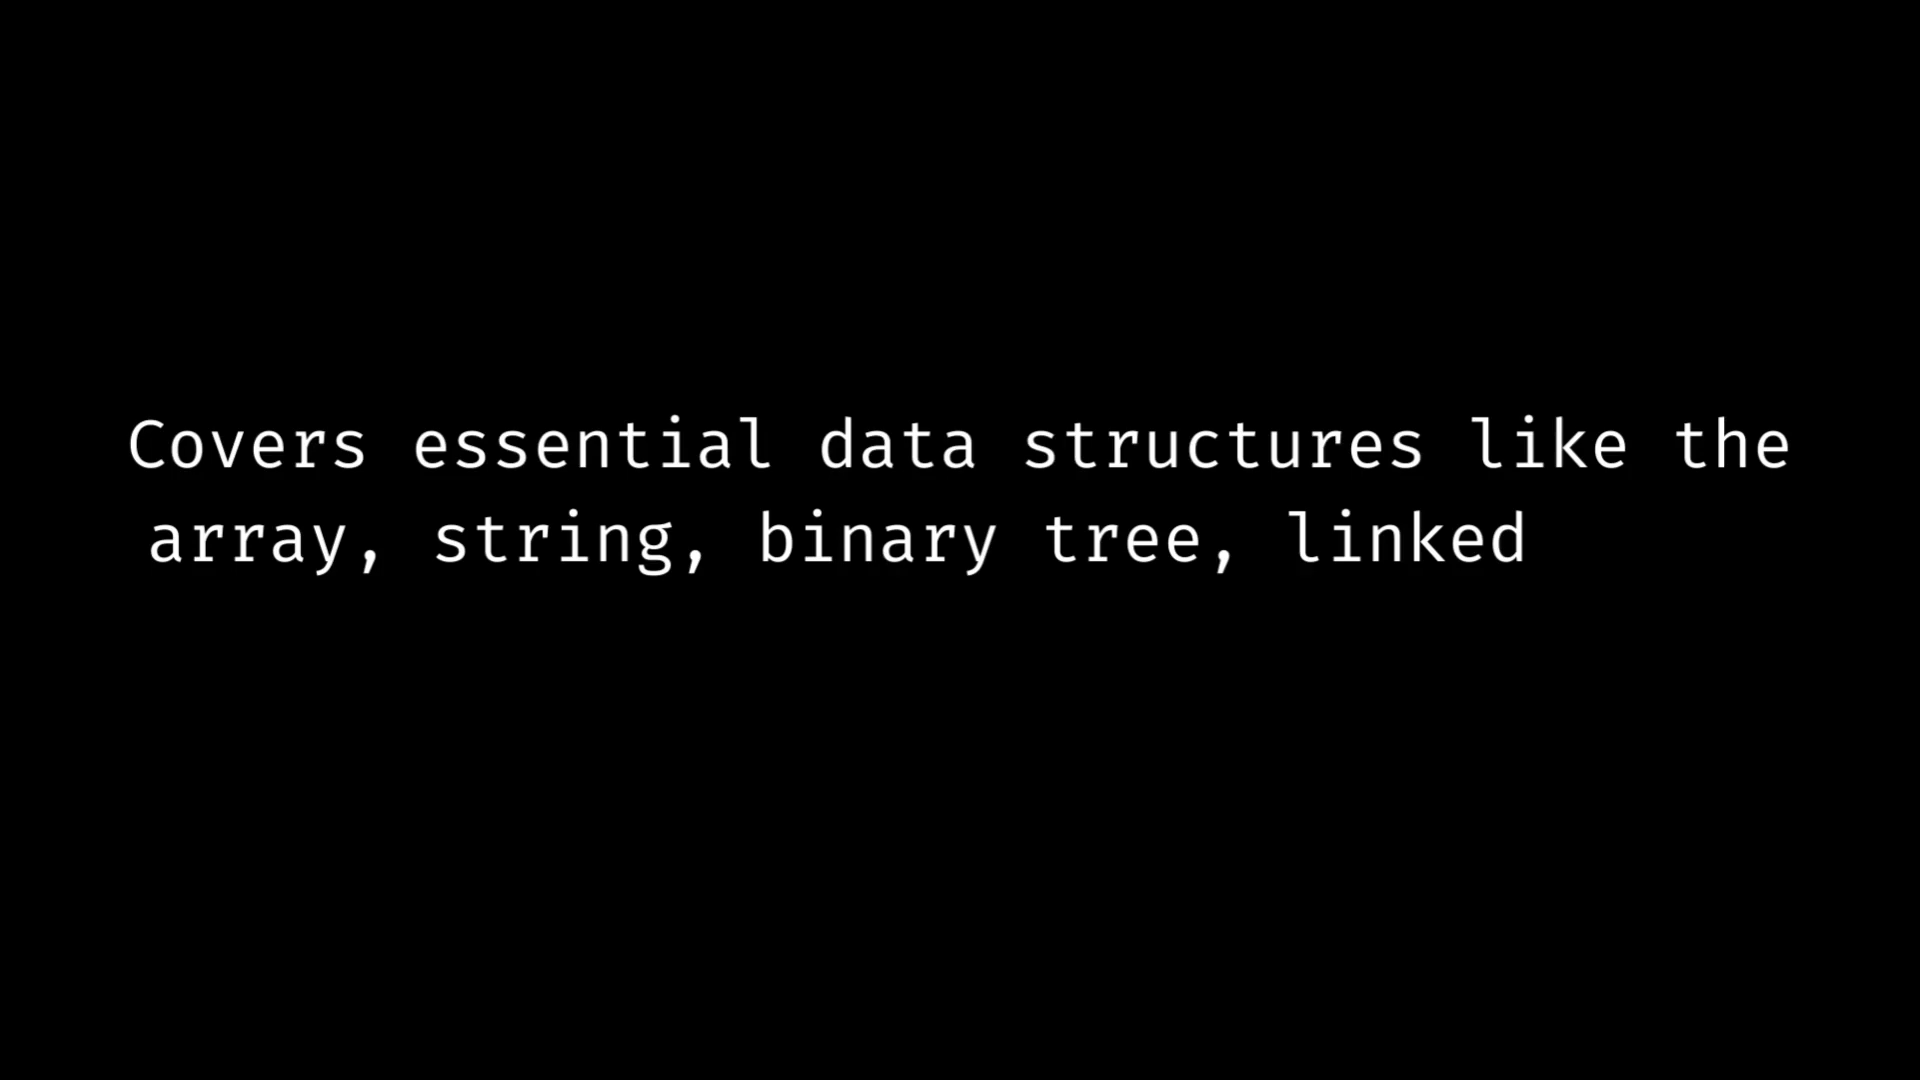 Covers essential data structures like the
array, string, binary tree, linked